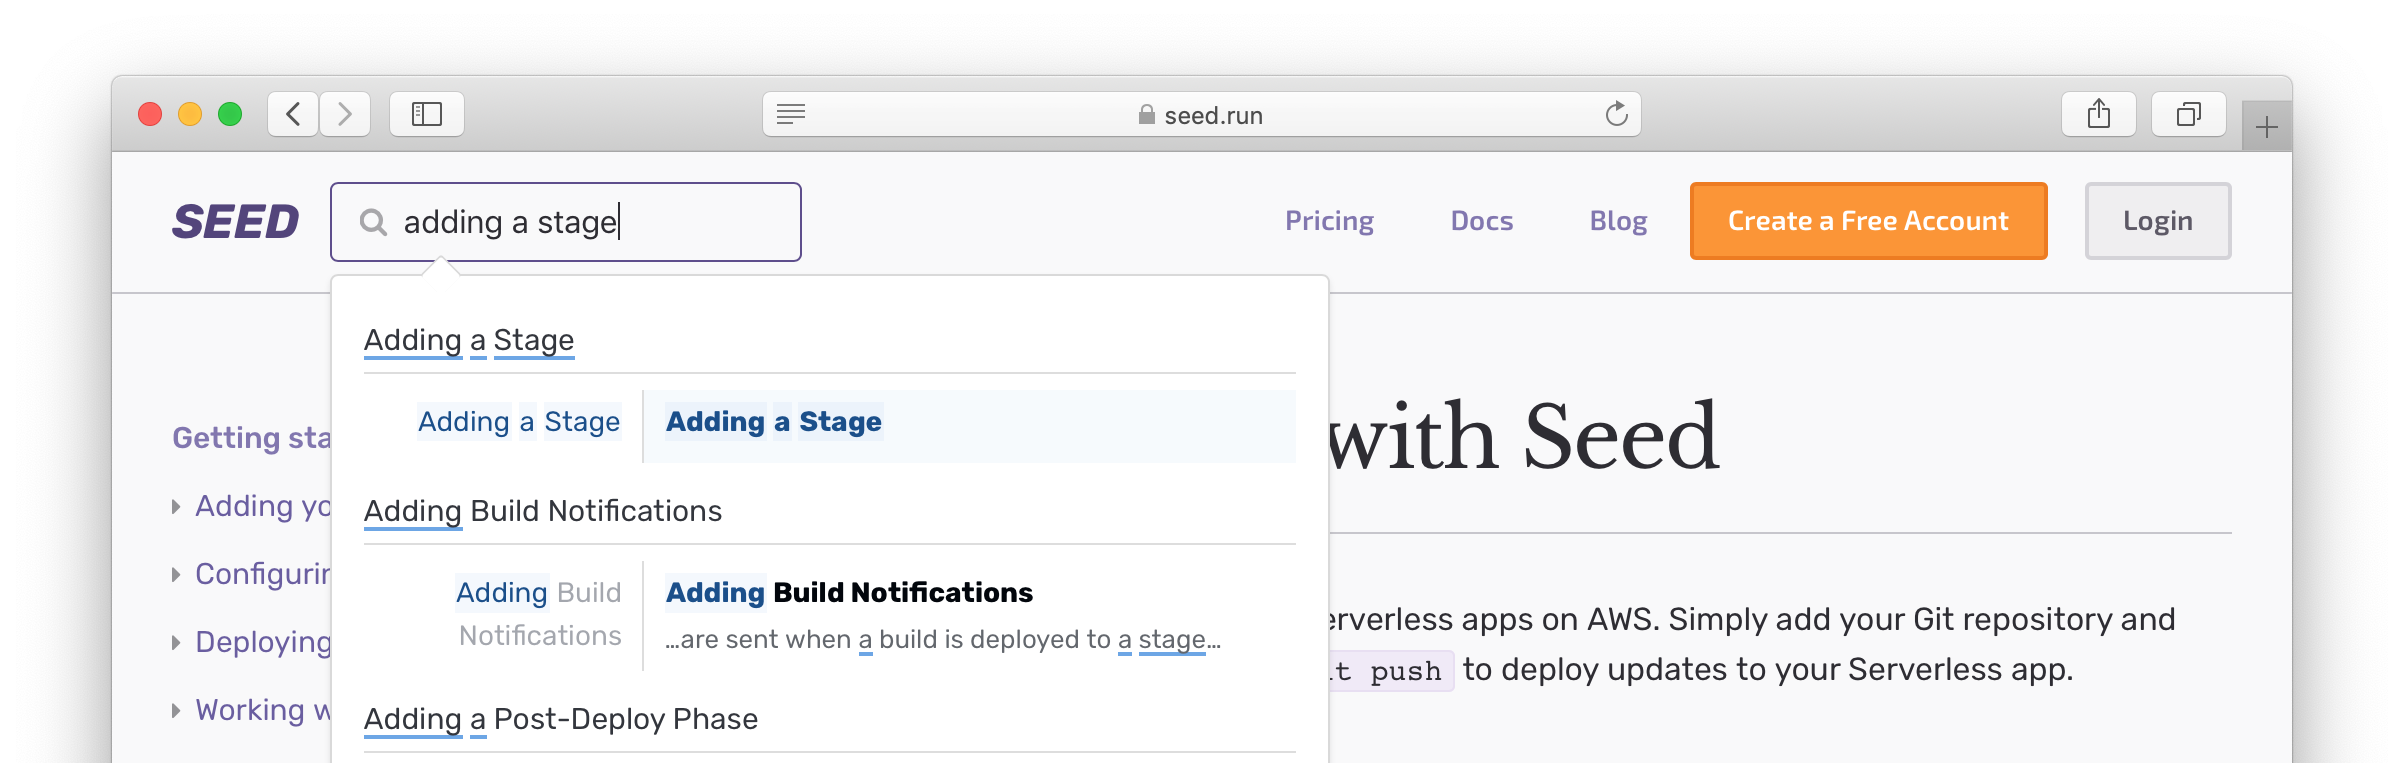 seed.run
SEED
adding a stage
Pricing
Docs
Blog
Create a Free Account
Login
Adding a Stage
Adding a Stage
Adding a Stage
Adding Build Notifications
Adding Build
Notifications
Adding Build Notifications
…are sent when a build is deployed to a stage…
Adding a Post-Deploy Phase
Getting sta
Adding yo
Configurin
Deploying
Working w
with Seed
erverless apps on AWS. Simply add your Git repository and
it push to deploy updates to your Serverless app.